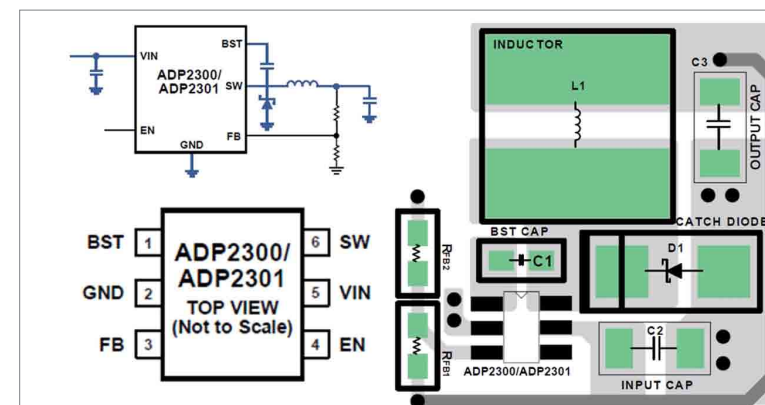 BST
VIN
ADP2300/
ADP2301
SW
EN
FB
GND
BST 1
GND 2
FB 3
ADP2300/
ADP2301
TOP VIEW
(Not to Scale)
6 SW
5 VIN
4 EN
INDUCTOR
L1
C3
OUTPUT CAP
CATCH DIODE
D1
BST CAP
C1
RFB2
RFB1
ADP2300/ADP2301
C2
INPUT CAP